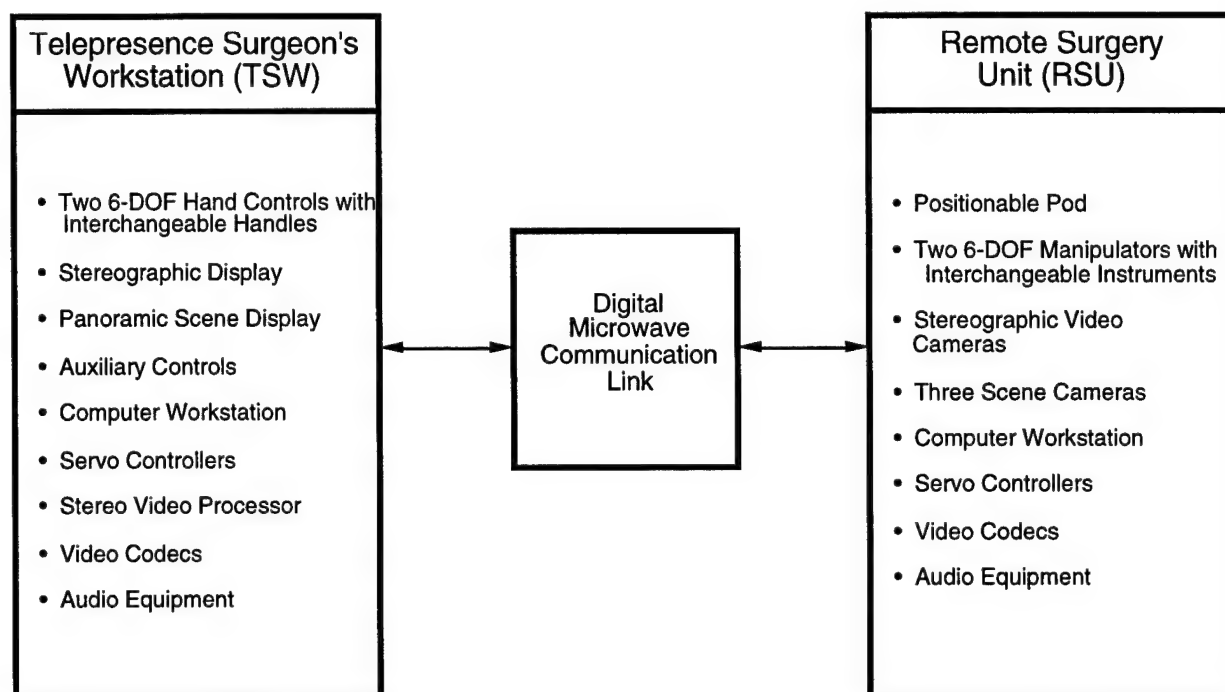 Telepresence Surgeon's
Workstation (TSW)
• Two 6-DOF Hand Controls with
Interchangeable Handles
• Stereographic Display
• Panoramic Scene Display
• Auxiliary Controls
• Computer Workstation
• Servo Controllers
• Stereo Video Processor
• Video Codecs
• Audio Equipment
Digital
Microwave
Communication
Link
Remote Surgery
Unit (RSU)
• Positionable Pod
• Two 6-DOF Manipulators with
Interchangeable Instruments
• Stereographic Video
Cameras
• Three Scene Cameras
• Computer Workstation
• Servo Controllers
• Video Codecs
• Audio Equipment